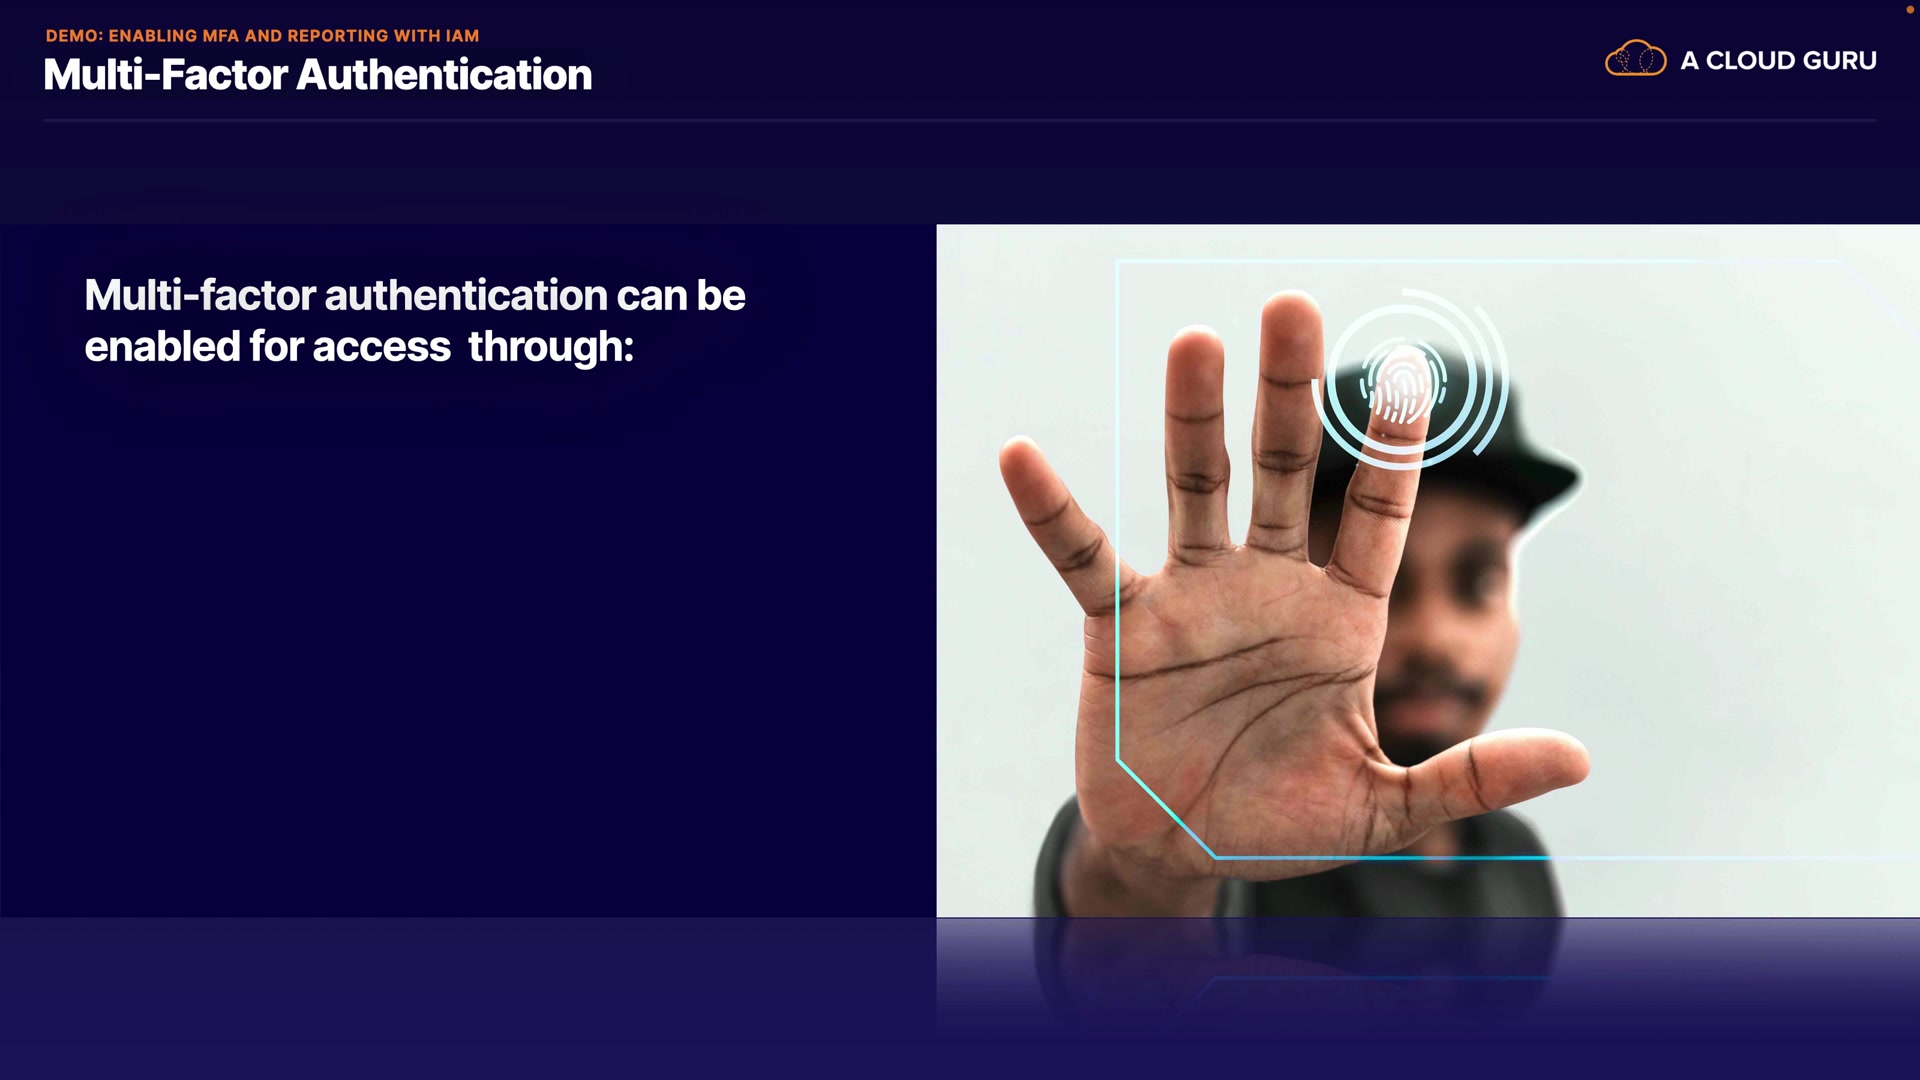 DEMO: ENABLING MFA AND REPORTING WITH IAM
Multi-Factor Authentication
A CLOUD GURU
Multi-factor authentication can be
enabled for access  through: